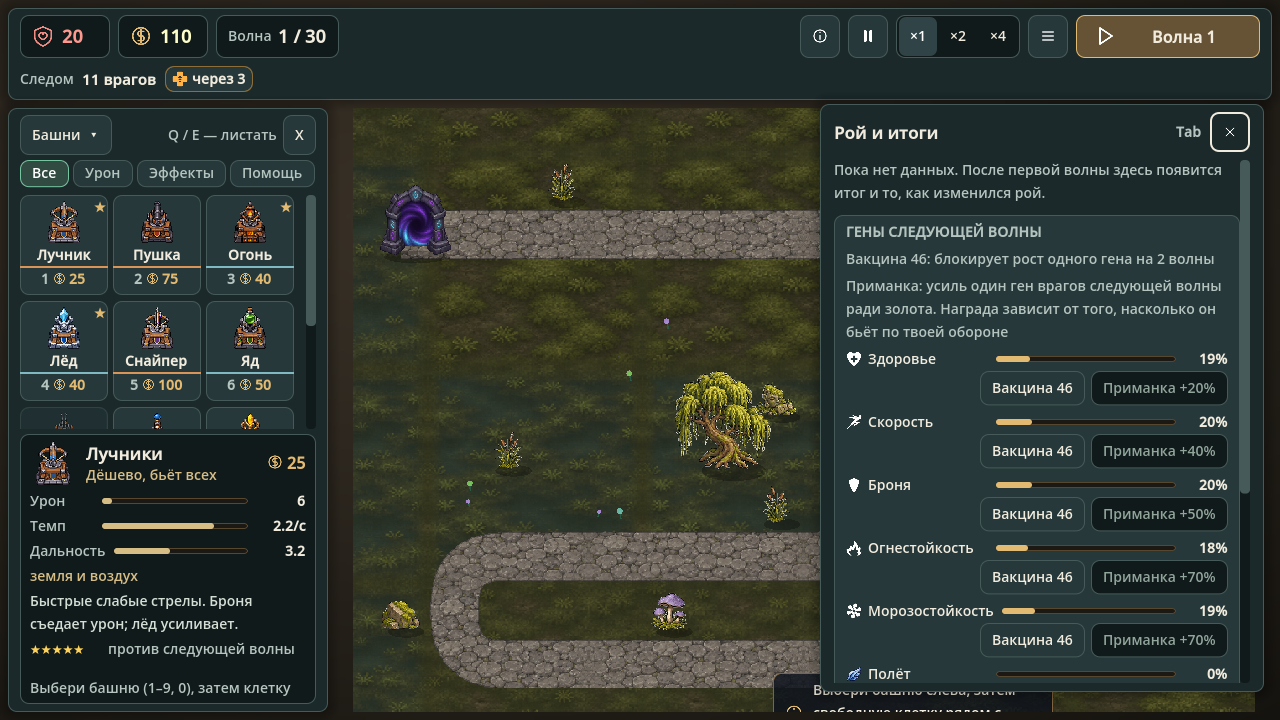 20
110
Волна 1 / 30
×1
×2
×4
Волна 1
Следом 11 врагов
через 3
Башни
Q / E — листать
X
Все
Урон
Эффекты
Помощь
Лучник
Пушка
Огонь
1 25
2 75
3 40
Лёд
Снайпер
Яд
4 40
5 100
6 50
Лучники
Дёшево, бьёт всех
25
Урон 6
Темп 2.2/с
Дальность 3.2
земля и воздух
Быстрые слабые стрелы. Броня
съедает урон; лёд усиливает.
★★★★★ против следующей волны
Выбери башню (1–9, 0), затем клетку
Рой и итоги
Tab
×
Пока нет данных. После первой волны здесь появится
итог и то, как изменился рой.
ГЕНЫ СЛЕДУЮЩЕЙ ВОЛНЫ
Вакцина 46: блокирует рост одного гена на 2 волны
Приманка: усиль один ген врагов следующей волны
ради золота. Награда зависит от того, насколько он
бьёт по твоей обороне
Здоровье 19%
Вакцина 46 Приманка +20%
Скорость 20%
Вакцина 46 Приманка +40%
Броня 20%
Вакцина 46 Приманка +50%
Огнестойкость 18%
Вакцина 46 Приманка +70%
Морозостойкость 19%
Вакцина 46 Приманка +70%
Полёт 0%
Выбери башню слева, затем
свободную клетку рядом с